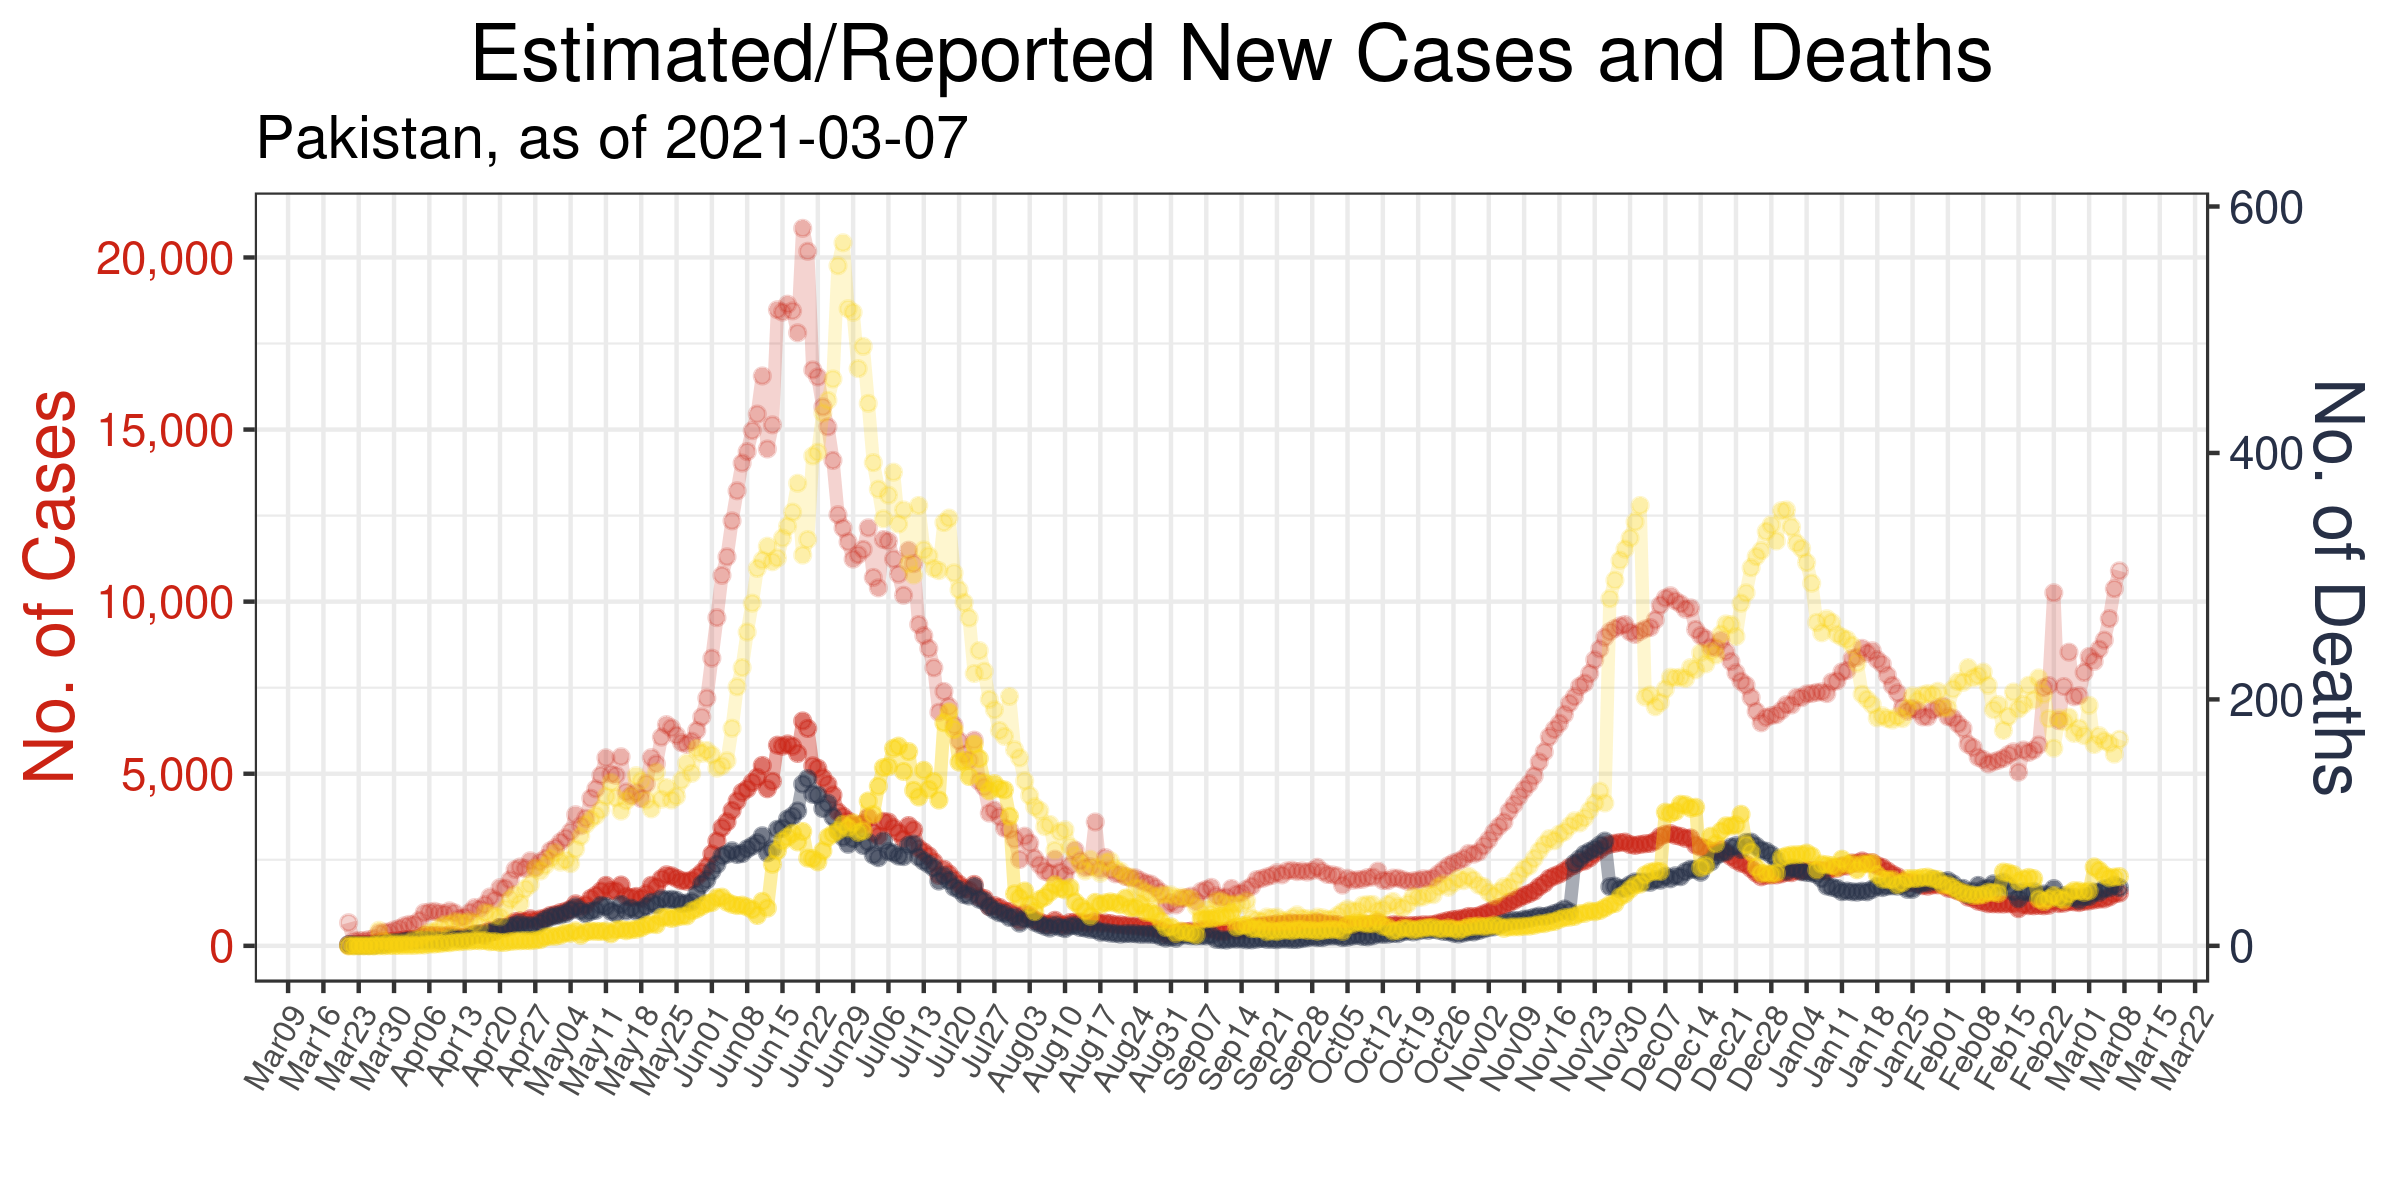 Estimated/Reported New Cases and Deaths
Pakistan, as of 2021-03-07
No. of Cases
20,000
15,000
10,000
5,000
0
600
400
200
0
No. of Deaths
Mar09
Mar16
Mar23
Mar30
Apr06
Apr13
Apr20
Apr27
May04
May11
May18
May25
Jun01
Jun08
Jun15
Jun22
Jun29
Jul06
Jul13
Jul20
Jul27
Aug03
Aug10
Aug17
Aug24
Aug31
Sep07
Sep14
Sep21
Sep28
Oct05
Oct12
Oct19
Oct26
Nov02
Nov09
Nov16
Nov23
Nov30
Dec07
Dec14
Dec21
Dec28
Jan04
Jan11
Jan18
Jan25
Feb01
Feb08
Feb15
Feb22
Mar01
Mar08
Mar15
Mar22